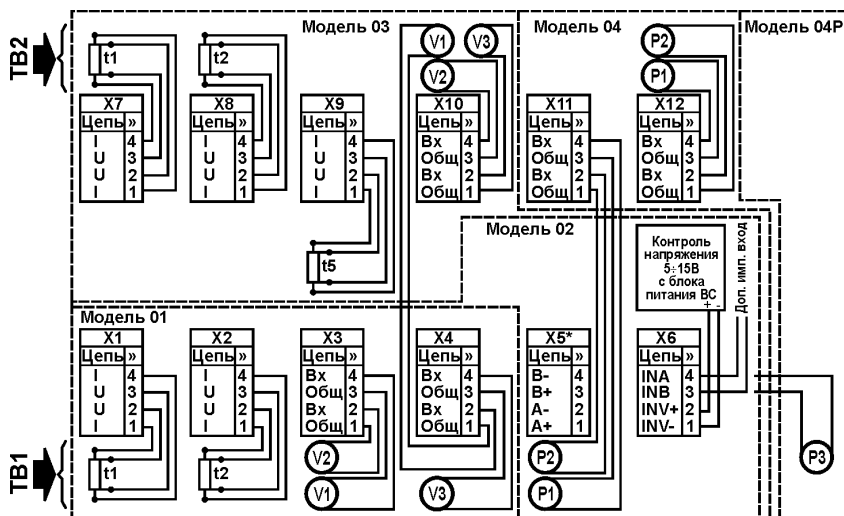 ТВ2
Модель 03
Модель 04
Модель 04Р
t1
t2
V1
V3
V2
P2
P1
X7
Цепь »
I 4
U 3
U 2
I 1
X8
Цепь »
I 4
U 3
U 2
I 1
X9
Цепь »
I 4
U 3
U 2
I 1
X10
Цепь »
Вх 4
Общ 3
Вх 2
Общ 1
X11
Цепь »
Вх 4
Общ 3
Вх 2
Общ 1
X12
Цепь »
Вх 4
Общ 3
Вх 2
Общ 1
t5
Модель 02
Контроль
напряжения
5÷15В
с блока
питания ВС
+ -
Доп. имп. вход
Модель 01
X1
Цепь »
I 4
U 3
U 2
I 1
X2
Цепь »
I 4
U 3
U 2
I 1
X3
Цепь »
Вх 4
Общ 3
Вх 2
Общ 1
X4
Цепь »
Вх 4
Общ 3
Вх 2
Общ 1
X5*
Цепь »
B- 4
B+ 3
A- 2
A+ 1
X6
Цепь »
INA 4
INB 3
INV+ 2
INV- 1
ТВ1
t1
t2
V2
V1
V3
P2
P1
P3